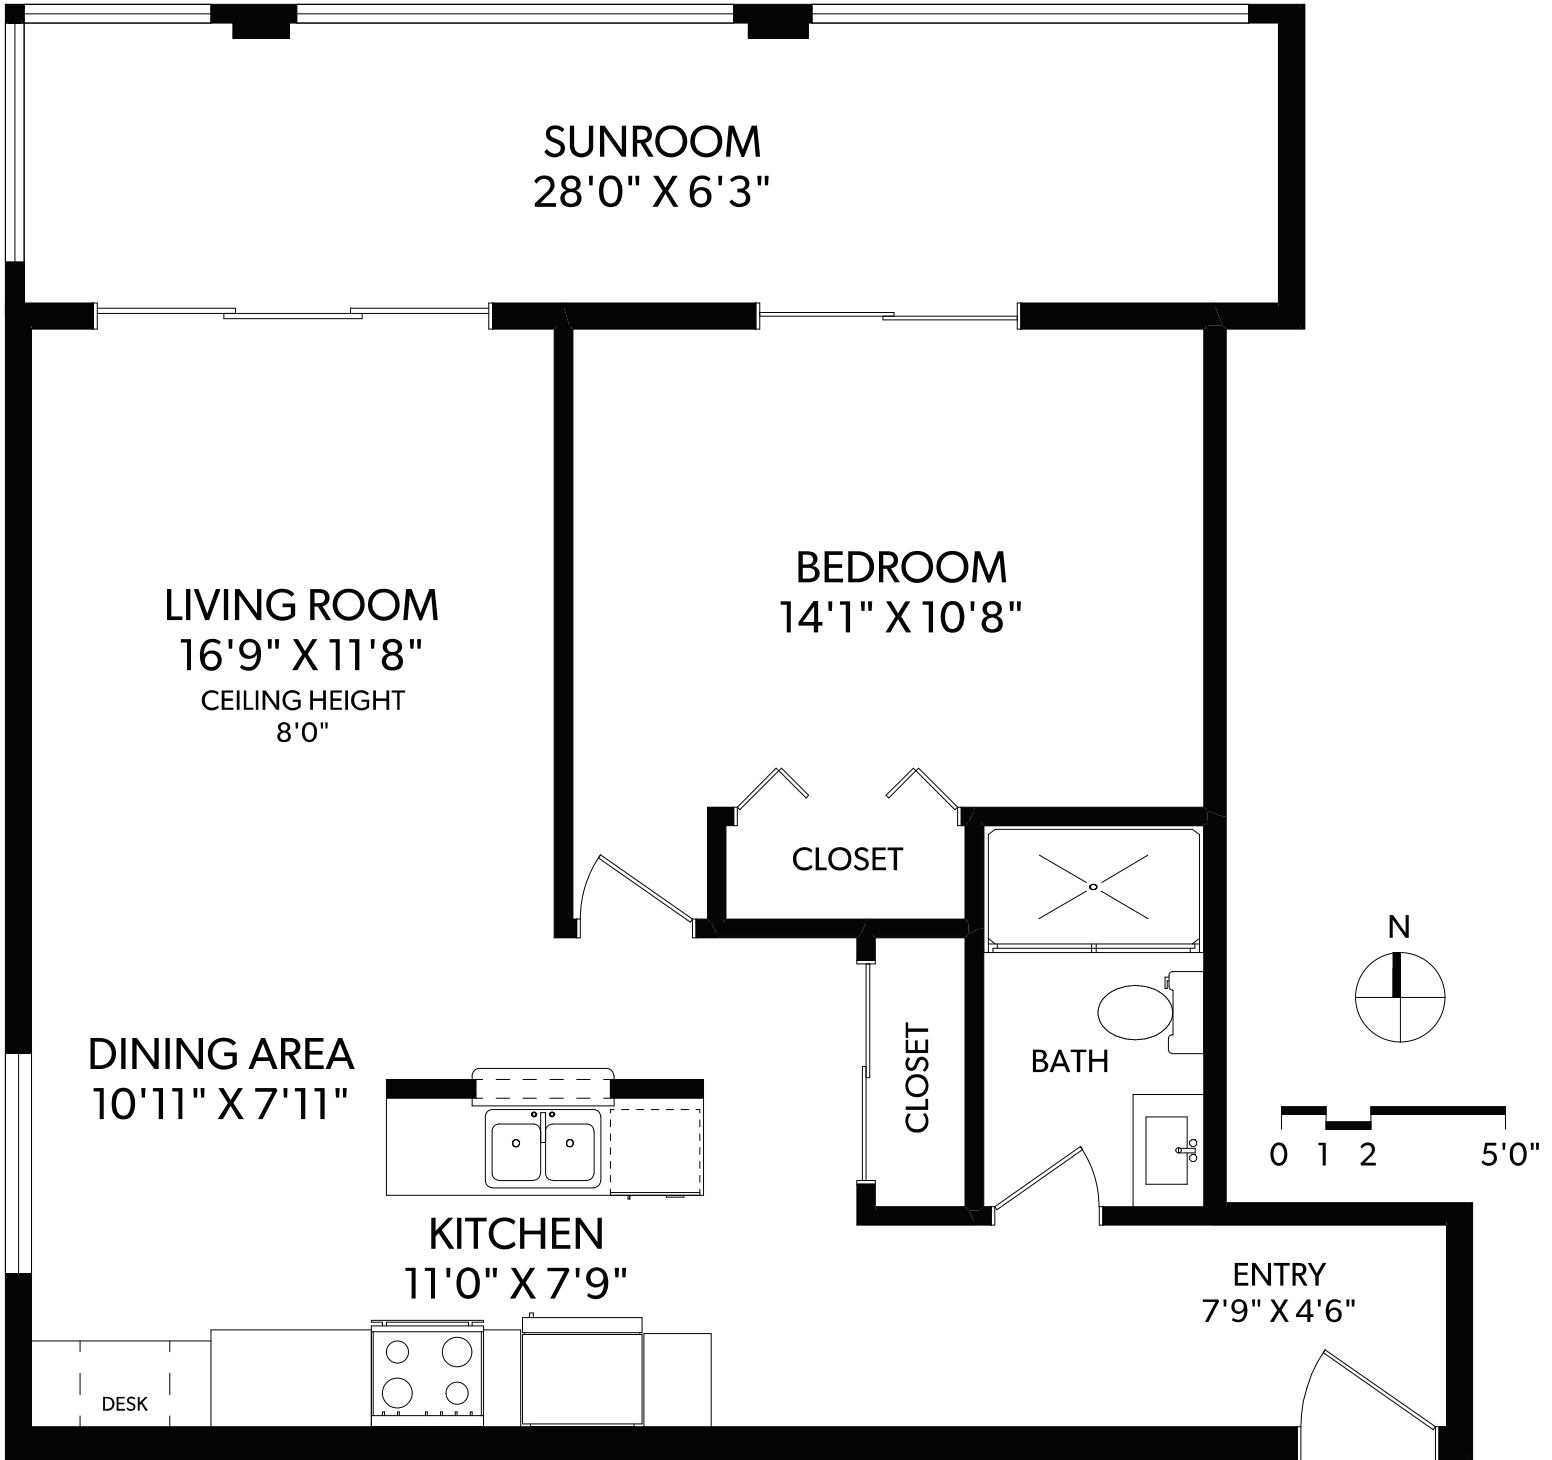 SUNROOM
28'0" X 6'3"
BEDROOM
14'1" X 10'8"
LIVING ROOM
16'9" X 11'8"
CEILING HEIGHT
8'0"
CLOSET
N
DINING AREA
10'11" X 7'11"
CLOSET
BATH
0 1 2 5'0"
KITCHEN
11'0" X 7'9"
ENTRY
7'9" X 4'6"
DESK